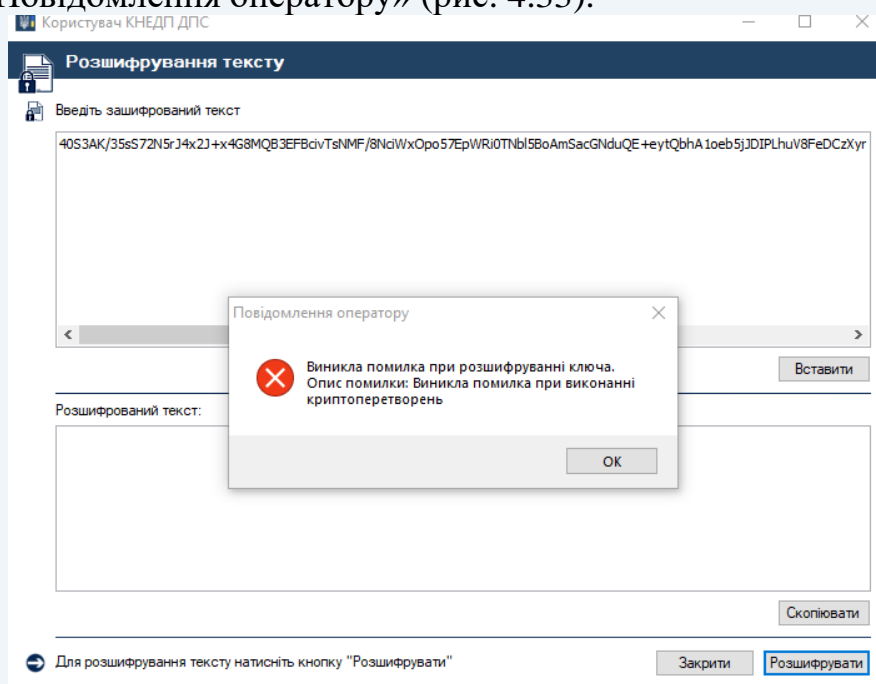 Повідомлення оператору» (рис. 4.33).
Користувач КНЕДП ДПС
Розшифрування тексту
Введіть зашифрований текст
40S3AK/35sS72N5rJ4x2J+x4G8MQB3EFBcivTsNMF/8NciWxOpo57EpWRi0TNbl5BoAmSacGNduQE+eytQbhA1oeb5jJDIPLhuV8FeDCzXyr
Повідомлення оператору
Виникла помилка при розшифруванні ключа.
Опис помилки: Виникла помилка при виконанні
криптоперетворень
OK
Вставити
Розшифрований текст:
Скопіювати
Для розшифрування тексту натисніть кнопку "Розшифрувати"
Закрити
Розшифрувати